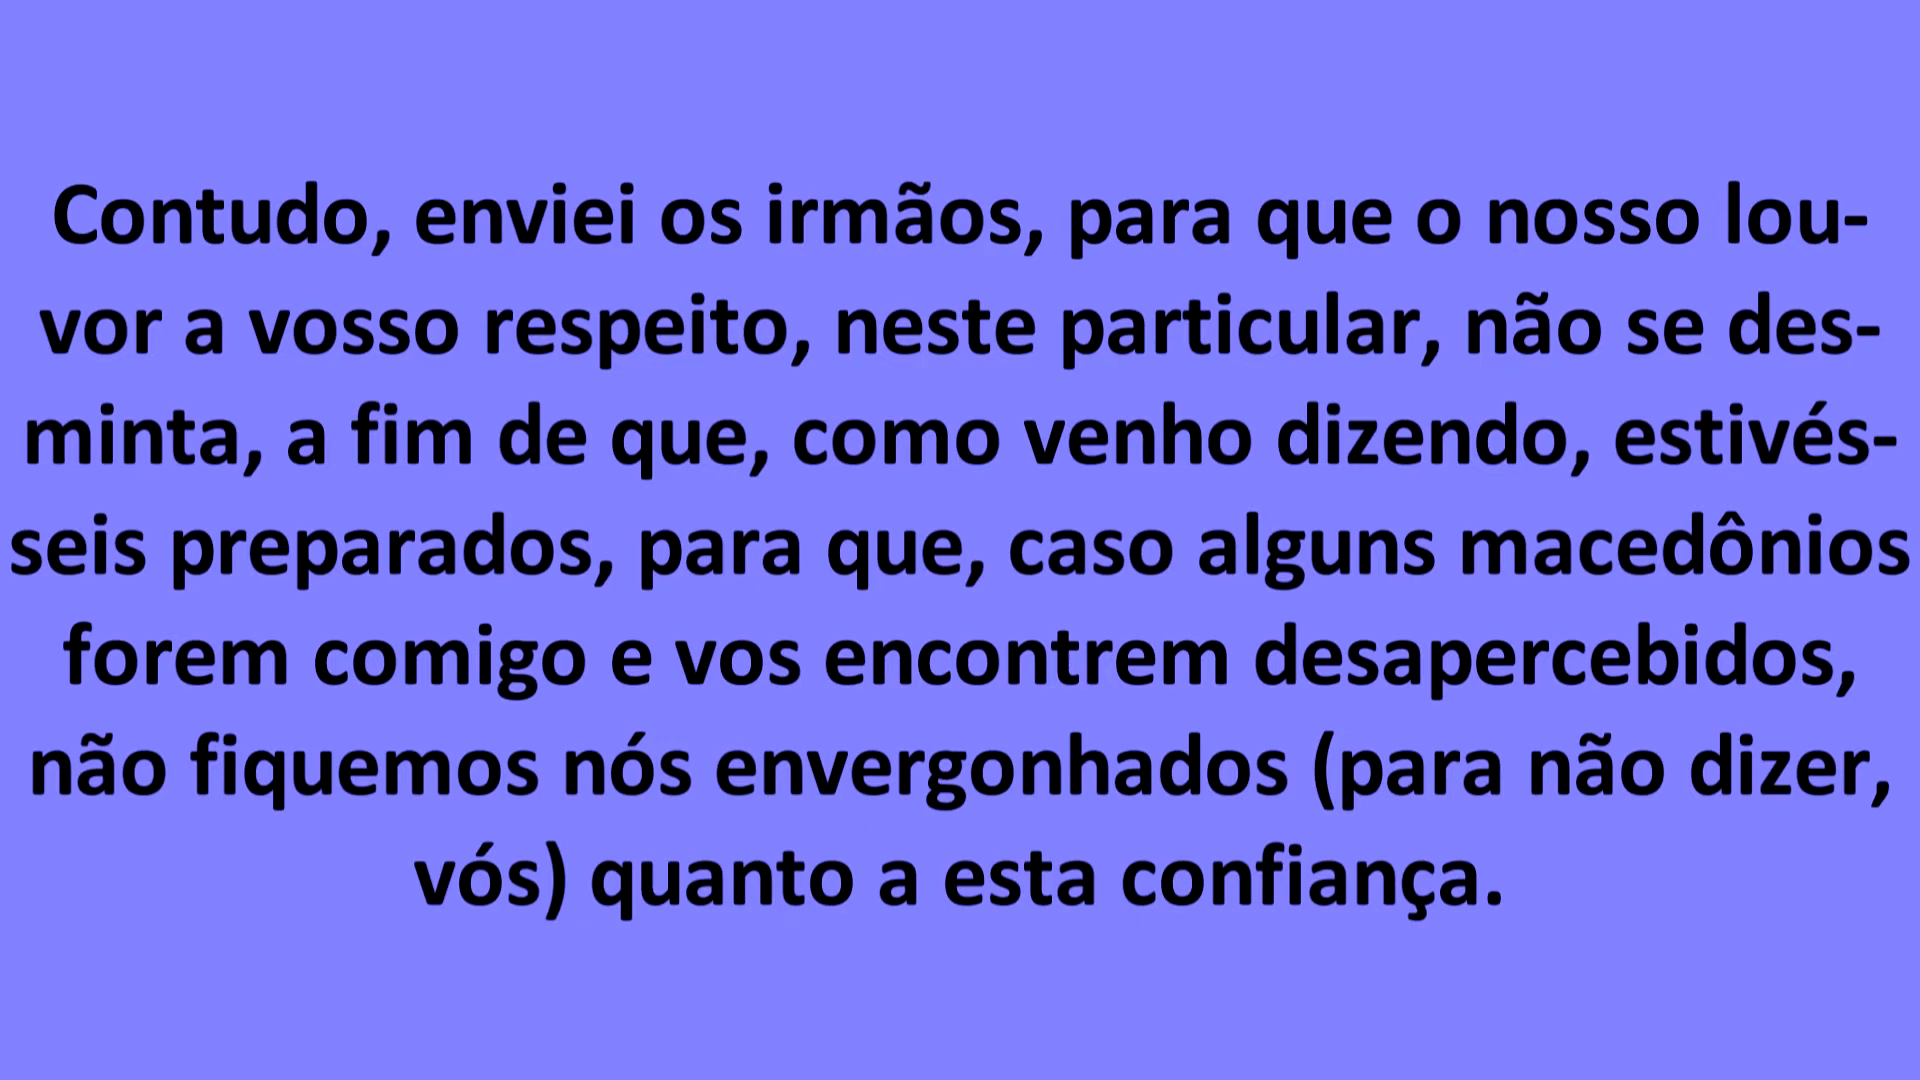 Contudo, enviei os irmãos, para que o nosso lou-
vor a vosso respeito, neste particular, não se des-
minta, a fim de que, como venho dizendo, estivés-
seis preparados, para que, caso alguns macedônios
forem comigo e vos encontrem desapercebidos,
não fiquemos nós envergonhados (para não dizer,
vós) quanto a esta confiança.